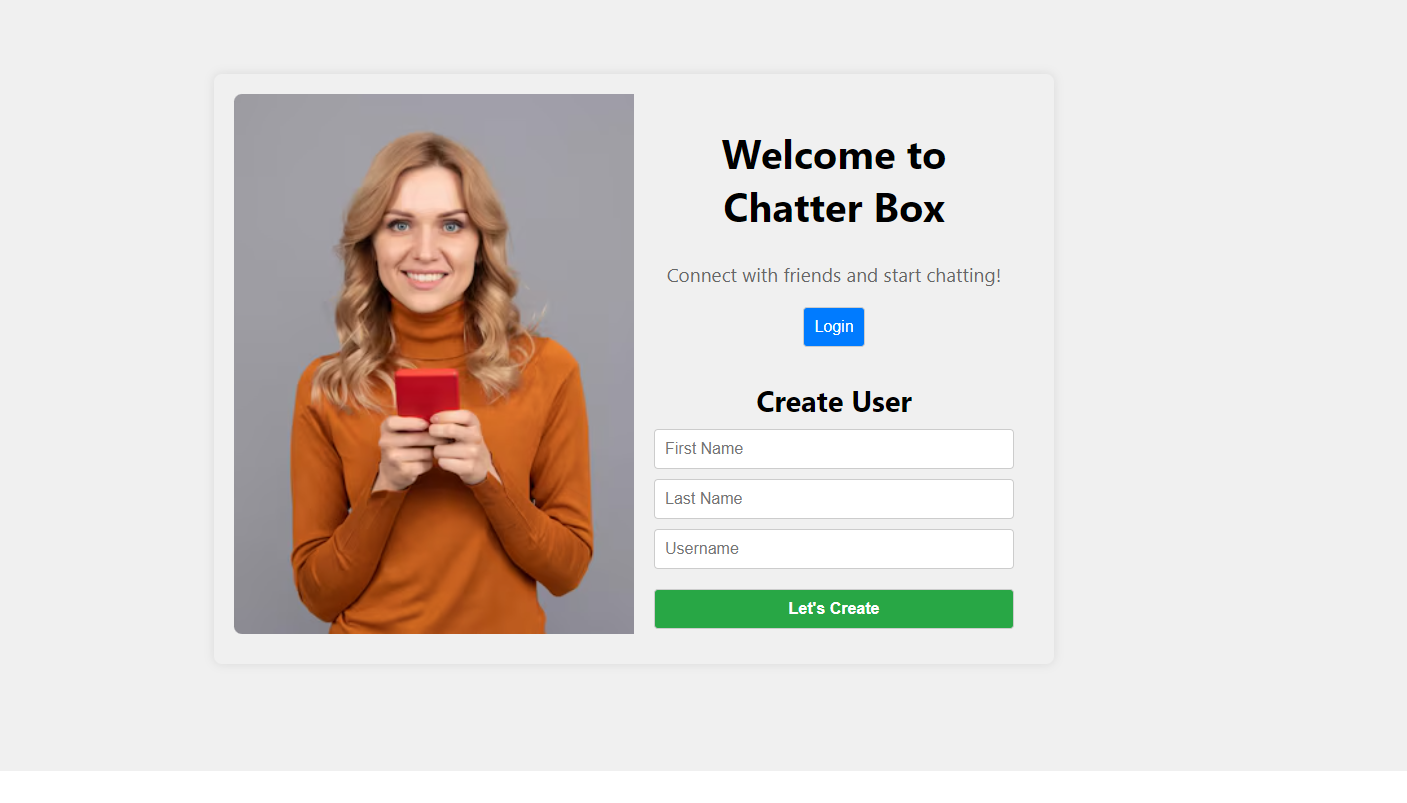 Welcome to
Chatter Box
Connect with friends and start chatting!
Login
Create User
First Name
Last Name
Username
Let's Create